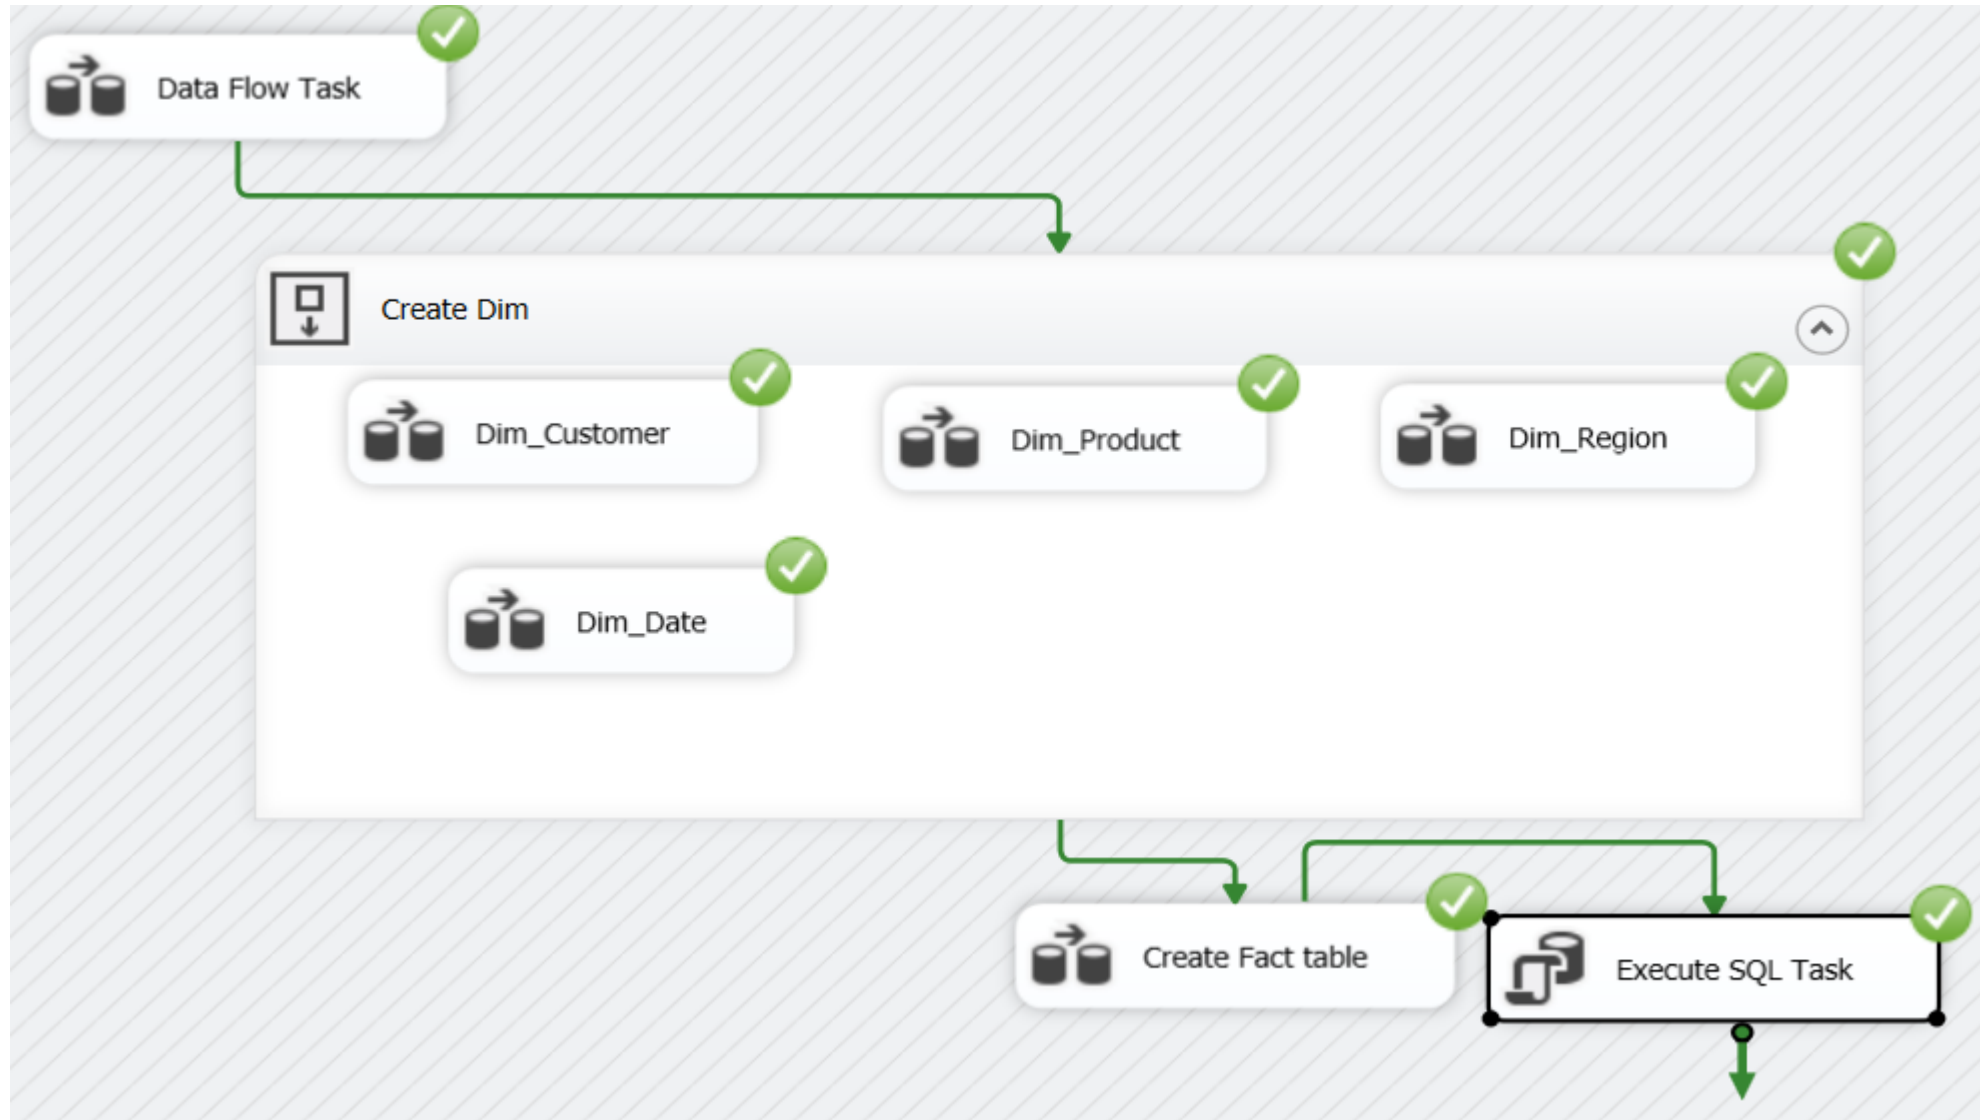 Data Flow Task
Create Dim
Dim_Customer
Dim_Product
Dim_Region
Dim_Date
Create Fact table
Execute SQL Task